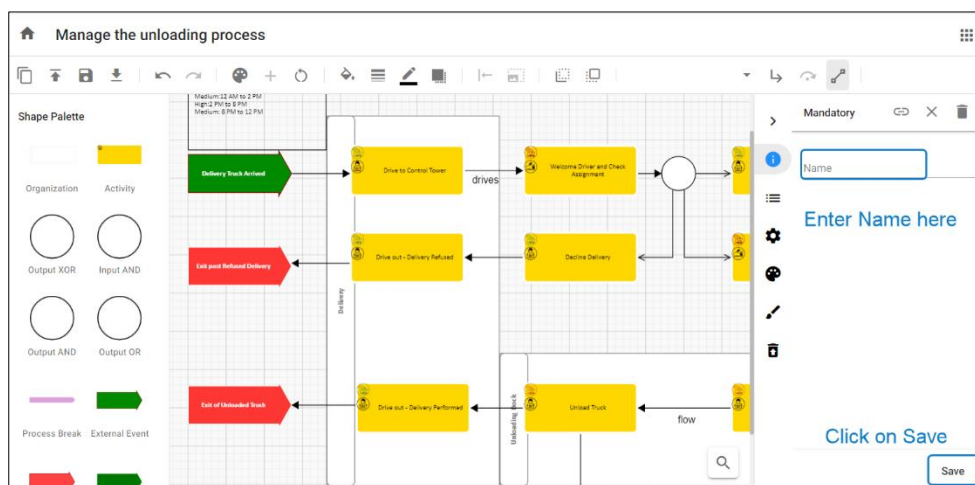 Manage the unloading process
Shape Palette
Organization
Activity
Output XOR
Input AND
Output AND
Output OR
Process Break
External Event
Medium:12 AM to 2 PM
High:2 PM to 8 PM
Medium: 8 PM to 12 PM
Delivery Truck Arrived
Drive to Control Tower
drives
Welcome Driver and Check
Assignment
Exit post Refused Delivery
Drive out - Delivery Refused
Decline Delivery
Delivery
Exit of Unloaded Truck
Drive out - Delivery Performed
Unloading Dock
Unload Truck
flow
Mandatory
Name
Enter Name here
Click on Save
Save